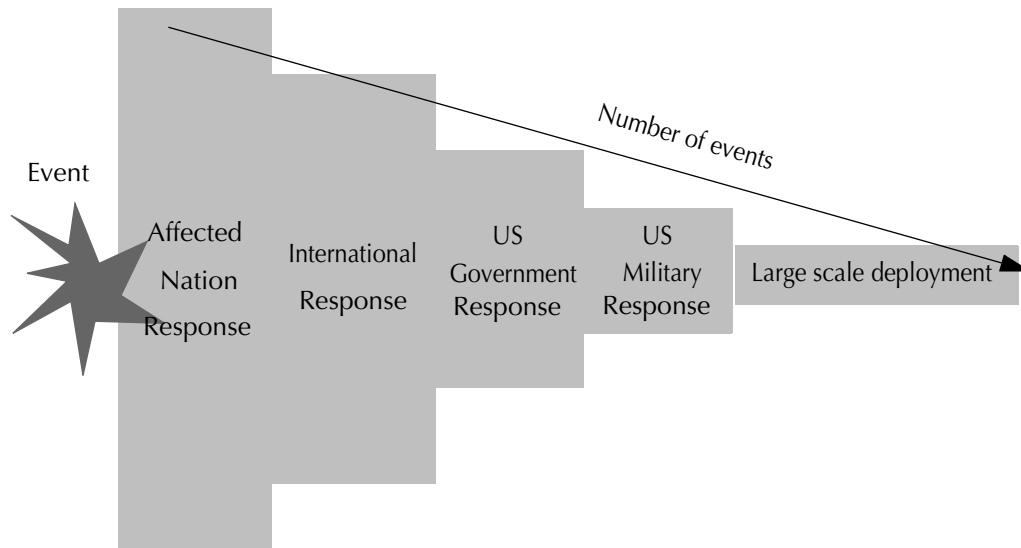 Event
Affected
Nation
Response
International
Response
US
Government
Response
US
Military
Response
Large scale deployment
Number of events